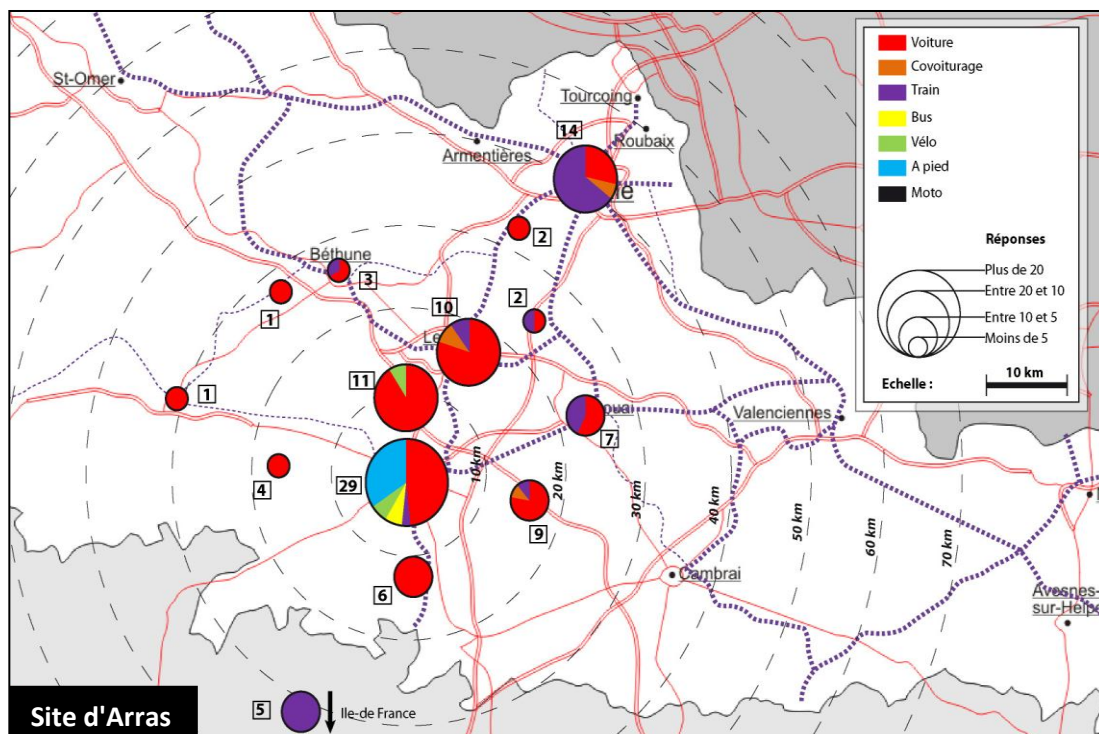 St-Omer
Tourcoing
Roubaix
14
Armentières
2
Béthune
3
1
10
2
11
1
7
Valenciennes
4
29
9
6
Cambrai
Avesnes-
sur-Helpe
10 km
20 km
30 km
40 km
50 km
60 km
70 km
Voiture
Covoiturage
Train
Bus
Vélo
A pied
Moto
Réponses
Plus de 20
Entre 20 et 10
Entre 10 et 5
Moins de 5
Echelle :
10 km
Site d'Arras
5
Ile-de France